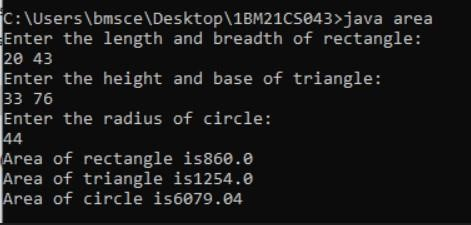 C:\Users\bmsce\Desktop\1BM21CS043>java area
Enter the length and breadth of rectangle:
20 43
Enter the height and base of triangle:
33 76
Enter the radius of circle:
44
Area of rectangle is860.0
Area of triangle is1254.0
Area of circle is6079.04